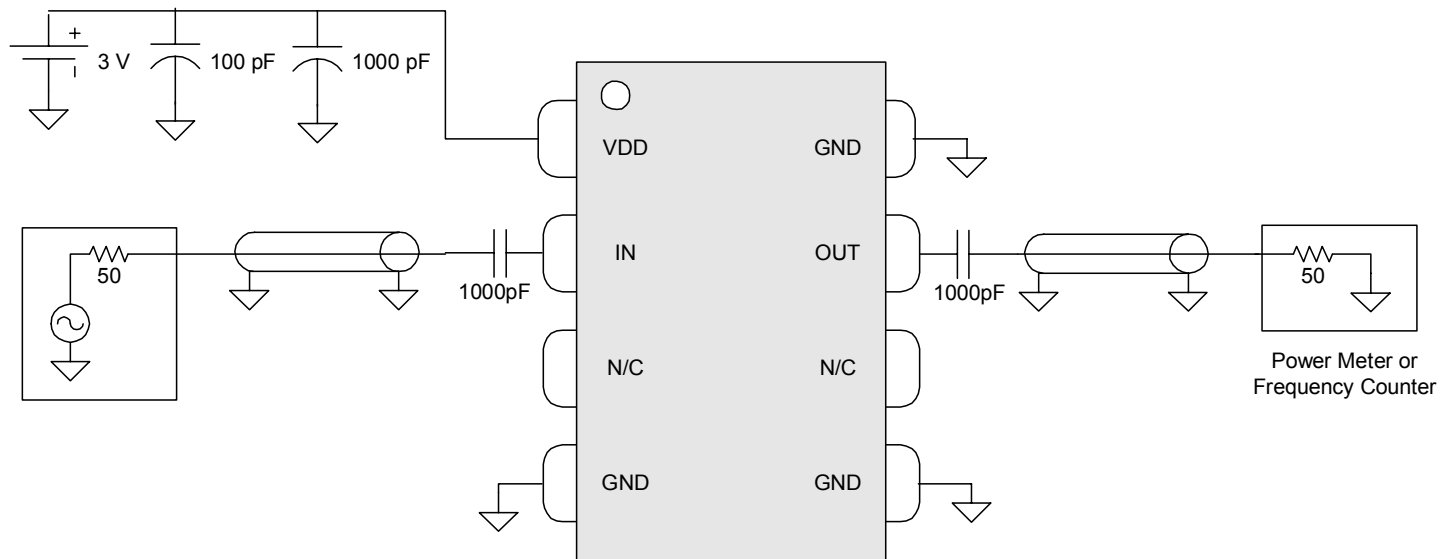 +
3 V
100 pF
1000 pF
VDD
GND
50
IN
OUT
50
1000pF
1000pF
N/C
N/C
Power Meter or
Frequency Counter
GND
GND